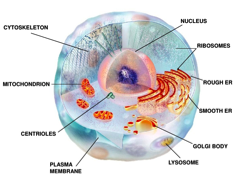 NUCLEUS
CYTOSKELETON
RIBOSOMES
MITOCHONDRION
ROUGH ER
SMOOTH ER
CENTRIOLES
GOLGI BODY
PLASMA
MEMBRANE
LYSOSOME